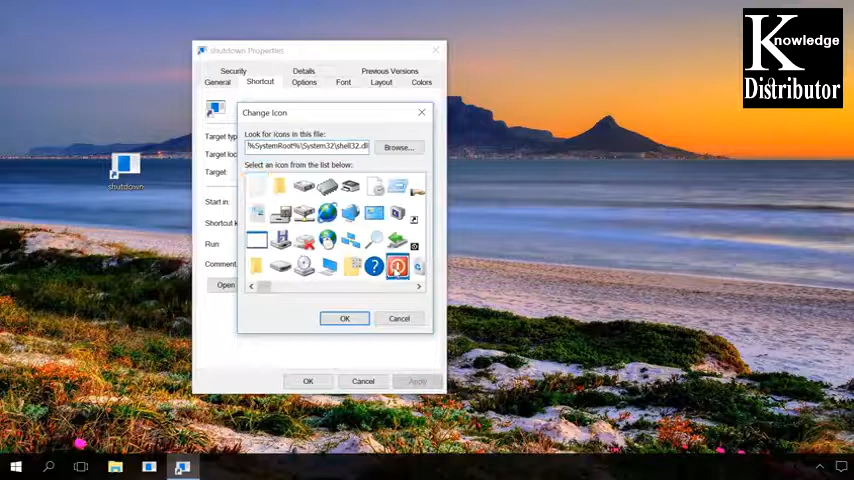 Knowledge
Distributor
shutdown Properties
Security
Details
Previous Versions
General
Shortcut
Options
Font
Layout
Colors
Change Icon
Look for icons in this file:
%SystemRoot%\System32\shell32.dl
Browse...
Select an icon from the list below:
Target type
Target loc
Target:
Start in:
Shortcut k
Run:
Comment:
Open
OK
Cancel
OK
Cancel
Apply
shutdown